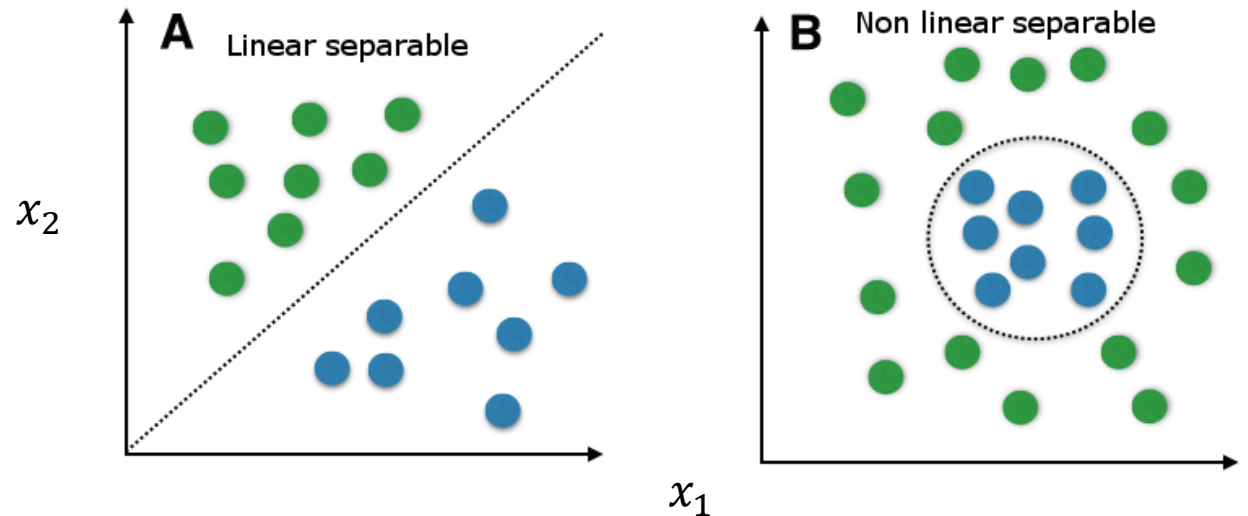 A
Linear separable
B
Non linear separable
x₂
x₁